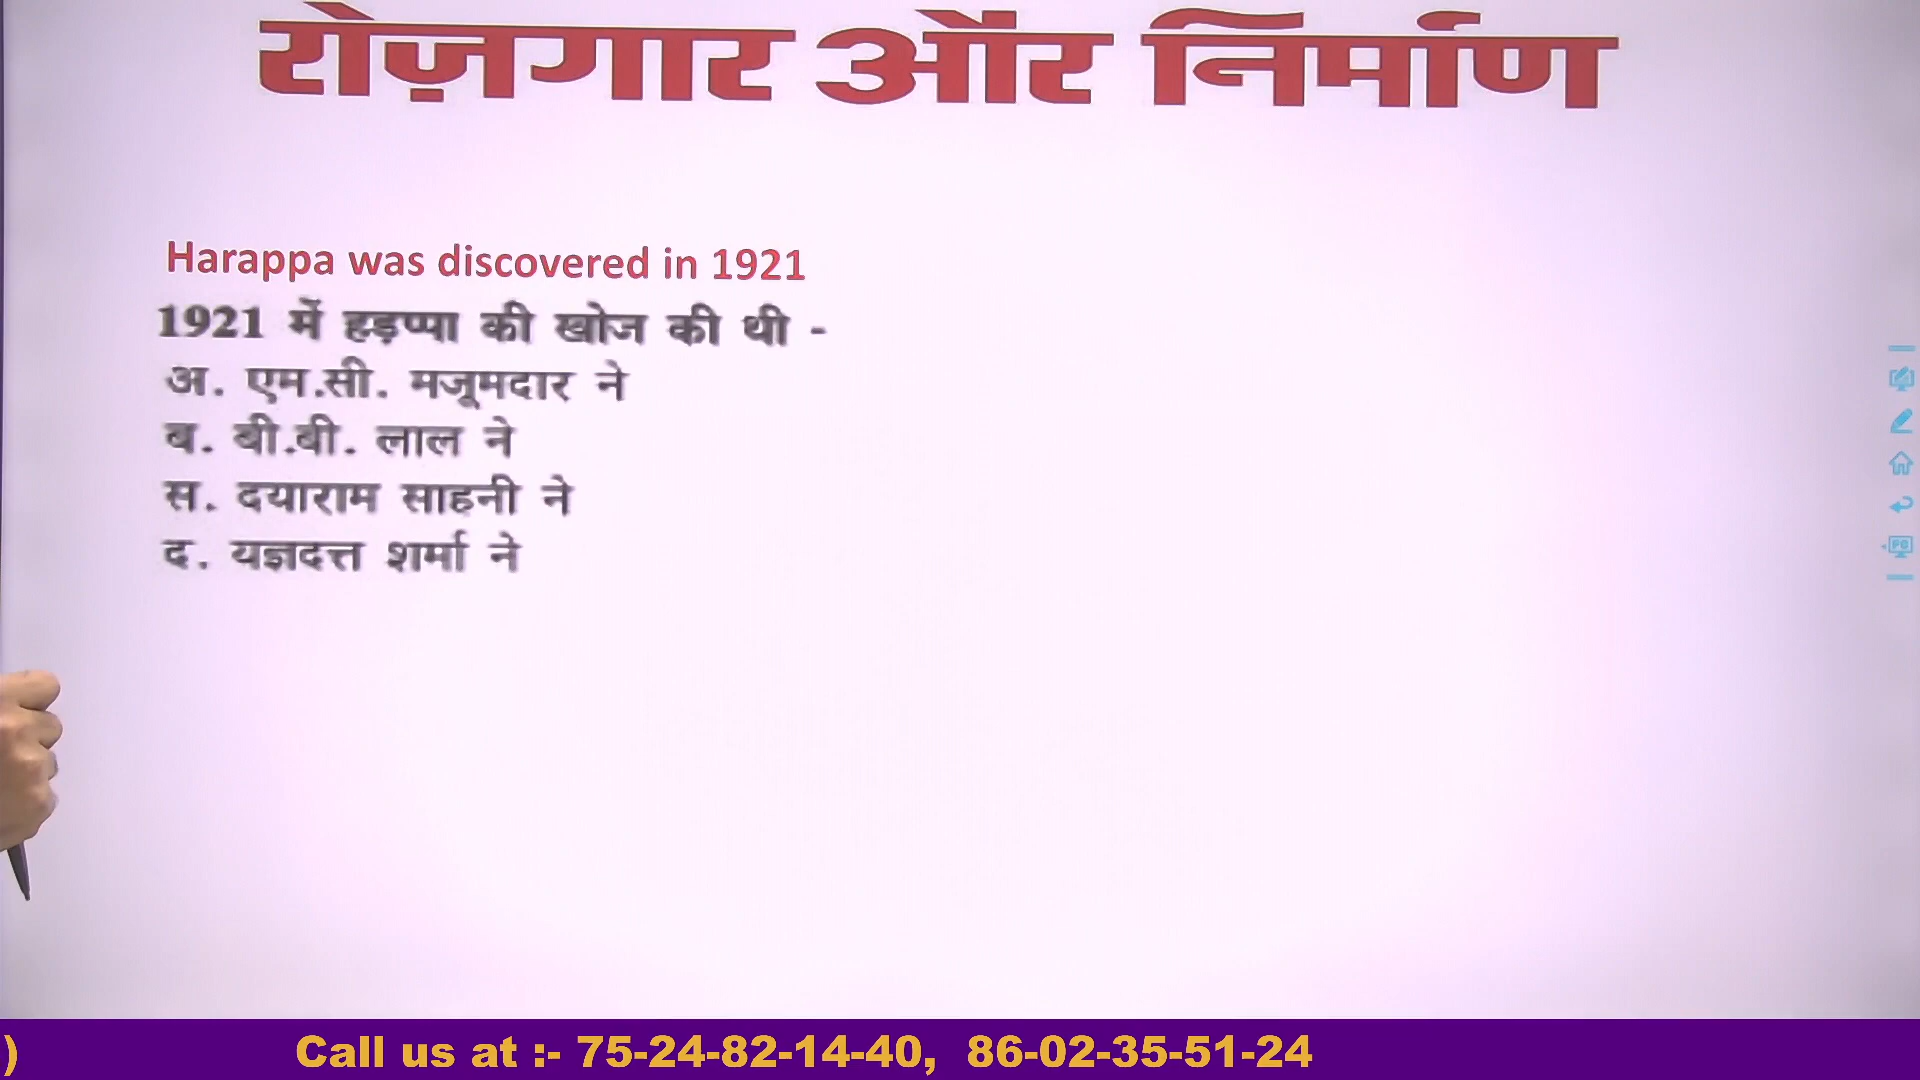 रोज़गार और निर्माण
Harappa was discovered in 1921
1921 में हड़प्पा की खोज की थी -
अ. एम.सी. मजूमदार ने
ब. बी.बी. लाल ने
स. दयाराम साहनी ने
द. यज्ञदत्त शर्मा ने
) Call us at :- 75-24-82-14-40, 86-02-35-51-24